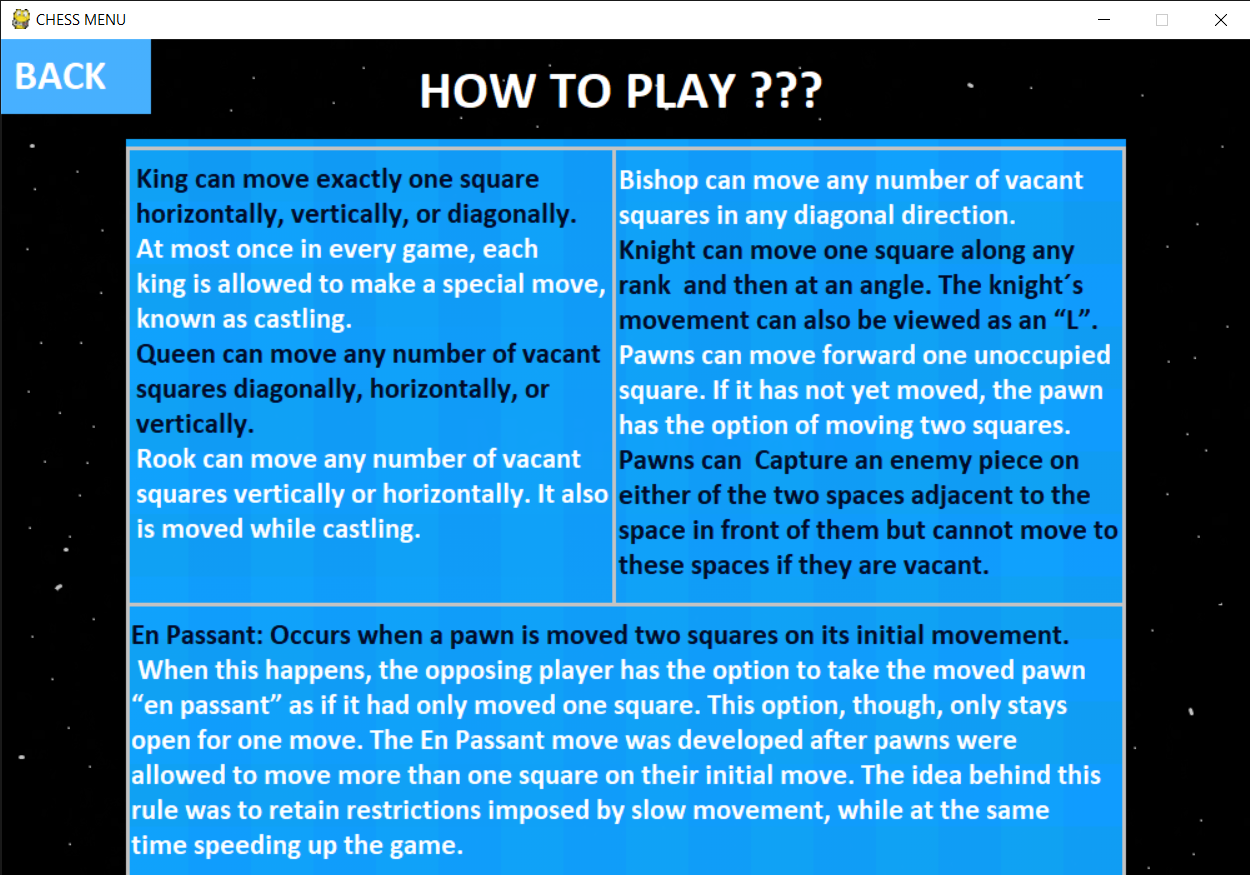 CHESS MENU
BACK
HOW TO PLAY ???
King can move exactly one square
horizontally, vertically, or diagonally.
At most once in every game, each
king is allowed to make a special move,
known as castling.
Queen can move any number of vacant
squares diagonally, horizontally, or
vertically.
Rook can move any number of vacant
squares vertically or horizontally. It also
is moved while castling.
Bishop can move any number of vacant
squares in any diagonal direction.
Knight can move one square along any
rank  and then at an angle. The knight´s
movement can also be viewed as an “L”.
Pawns can move forward one unoccupied
square. If it has not yet moved, the pawn
has the option of moving two squares.
Pawns can  Capture an enemy piece on
either of the two spaces adjacent to the
space in front of them but cannot move to
these spaces if they are vacant.
En Passant: Occurs when a pawn is moved two squares on its initial movement.
When this happens, the opposing player has the option to take the moved pawn
“en passant” as if it had only moved one square. This option, though, only stays
open for one move. The En Passant move was developed after pawns were
allowed to move more than one square on their initial move. The idea behind this
rule was to retain restrictions imposed by slow movement, while at the same
time speeding up the game.